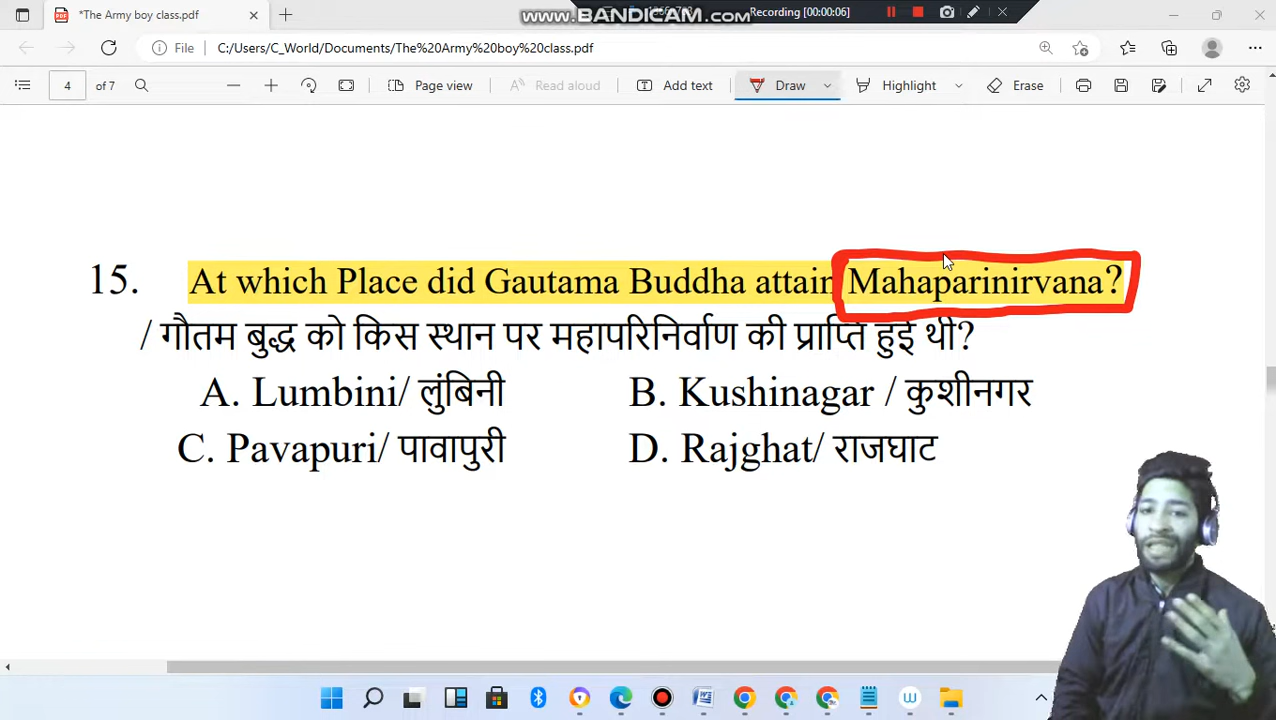 *The Army boy class.pdf
www.BANDICAM.com
Recording [00:00:06]
File
C:/Users/C_World/Documents/The%20Army%20boy%20class.pdf
4
of 7
Page view
Read aloud
Add text
Draw
Highlight
Erase
15. At which Place did Gautama Buddha attain Mahaparinirvana?
/ गौतम बुद्ध को किस स्थान पर महापरिनिर्वाण की प्राप्ति हुई थी?
A. Lumbini/ लुंबिनी B. Kushinagar / कुशीनगर
C. Pavapuri/ पावापुरी D. Rajghat/ राजघाट